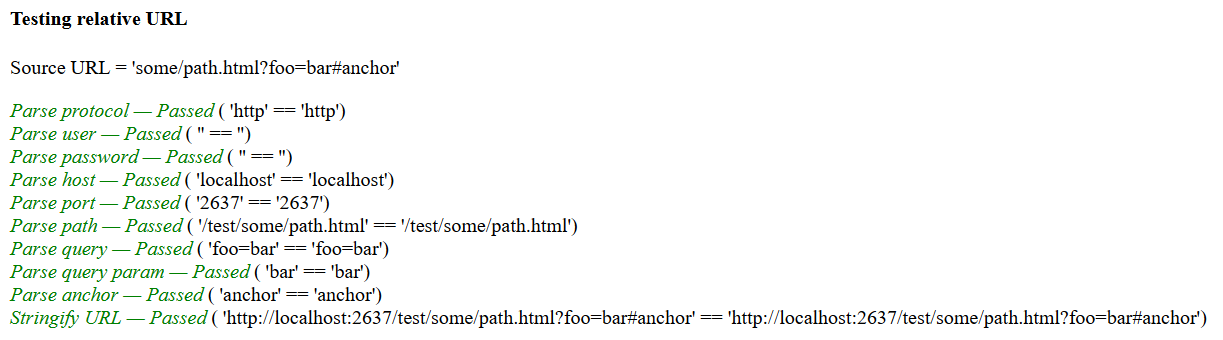 Testing relative URL
Source URL = 'some/path.html?foo=bar#anchor'
Parse protocol — Passed ( 'http' == 'http')
Parse user — Passed ( '' == '')
Parse password — Passed ( '' == '')
Parse host — Passed ( 'localhost' == 'localhost')
Parse port — Passed ( '2637' == '2637')
Parse path — Passed ( '/test/some/path.html' == '/test/some/path.html')
Parse query — Passed ( 'foo=bar' == 'foo=bar')
Parse query param — Passed ( 'bar' == 'bar')
Parse anchor — Passed ( 'anchor' == 'anchor')
Stringify URL — Passed ( 'http://localhost:2637/test/some/path.html?foo=bar#anchor' == 'http://localhost:2637/test/some/path.html?foo=bar#anchor')